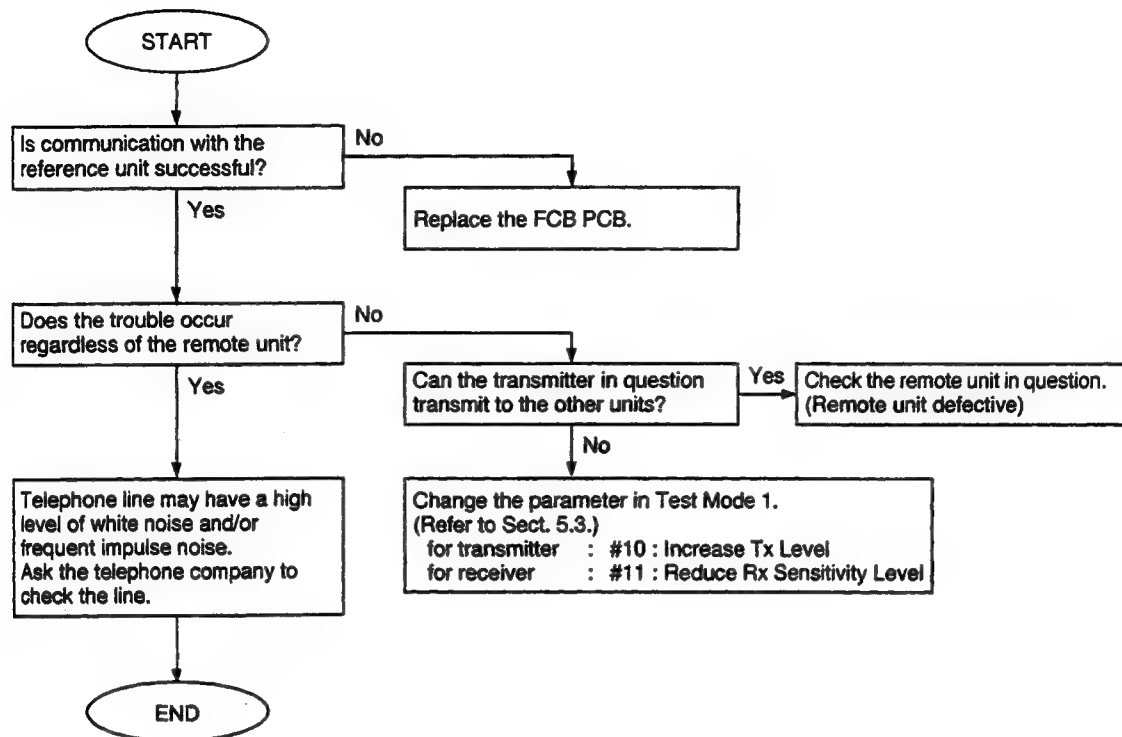 START
Is communication with the
reference unit successful?
No
Yes
Replace the FCB PCB.
Does the trouble occur
regardless of the remote unit?
No
Yes
Can the transmitter in question
transmit to the other units?
Yes
No
Check the remote unit in question.
(Remote unit defective)
Telephone line may have a high
level of white noise and/or
frequent impulse noise.
Ask the telephone company to
check the line.
Change the parameter in Test Mode 1.
(Refer to Sect. 5.3.)
for transmitter : #10 : Increase Tx Level
for receiver : #11 : Reduce Rx Sensitivity Level
END